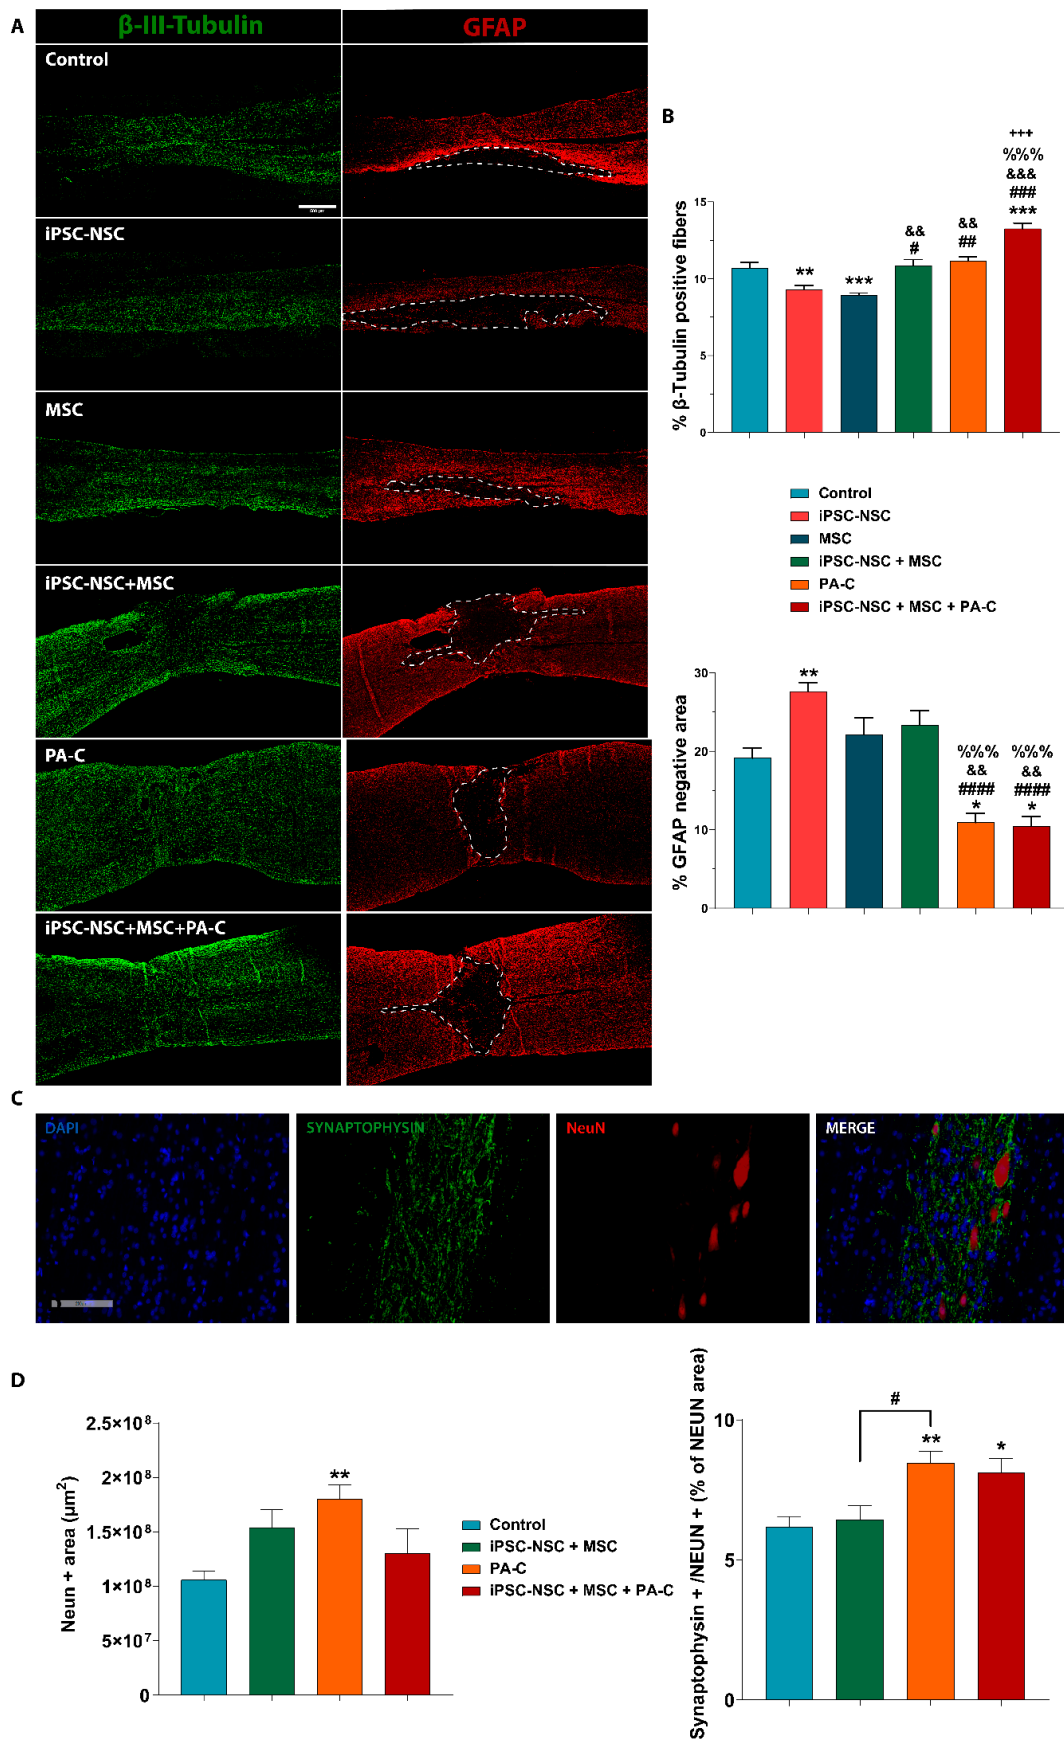 A
β-III-Tubulin
GFAP
Control
iPSC-NSC
MSC
iPSC-NSC+MSC
PA-C
iPSC-NSC+MSC+PA-C
B
% β-Tubulin positive fibers
15
10
5
0
**
***
&&
#
&&
##
+++
%%%
&&&
###
***
Control
iPSC-NSC
MSC
iPSC-NSC + MSC
PA-C
iPSC-NSC + MSC + PA-C
% GFAP negative area
30
20
10
0
**
%%%
&&
####
*
%%%
&&
####
*
C
DAPI
SYNAPTOPHYSIN
NeuN
MERGE
D
Neun + area (µm²)
2.5×10⁸
2×10⁸
1.5×10⁸
1×10⁸
5×10⁷
0
**
Control
iPSC-NSC + MSC
PA-C
iPSC-NSC + MSC + PA-C
Synaptophysin + /NEUN + (% of NEUN area)
10
5
0
#
**
*